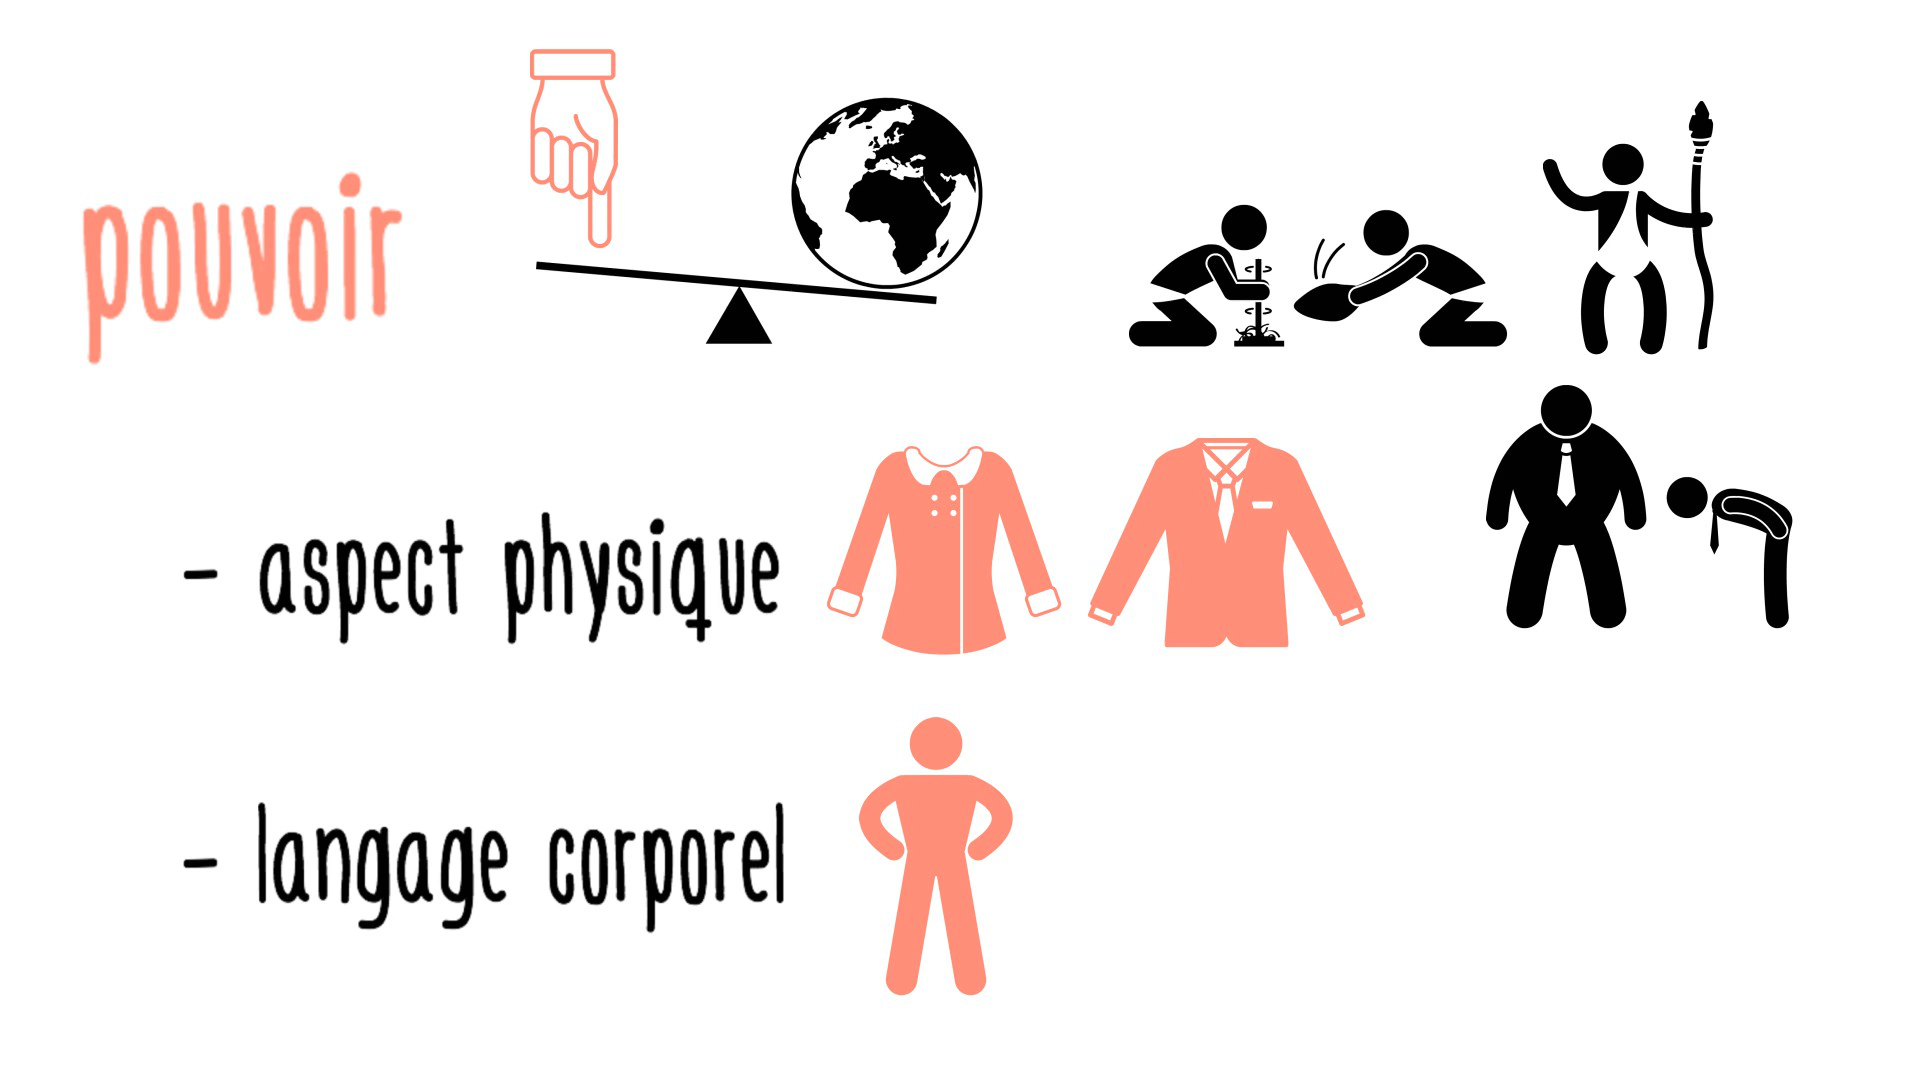 pouvoir
- aspect physique
- langage corporel